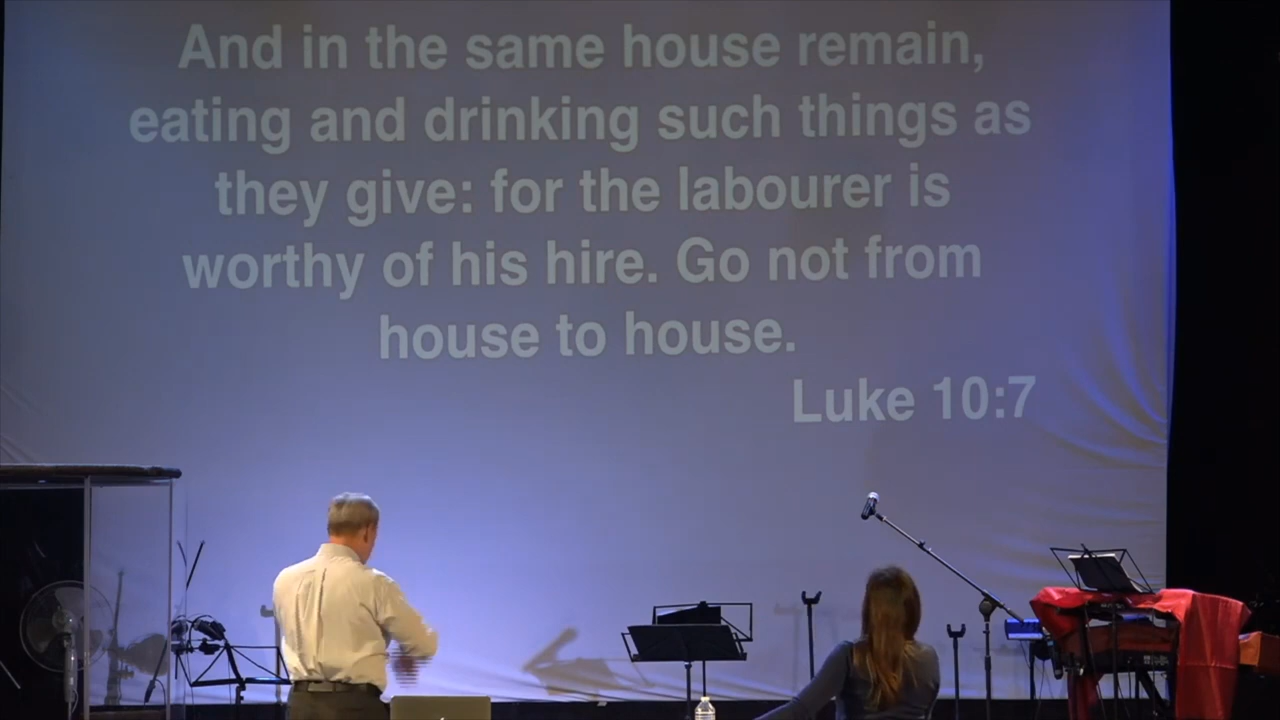 And in the same house remain,
eating and drinking such things as
they give: for the labourer is
worthy of his hire. Go not from
house to house.
Luke 10:7